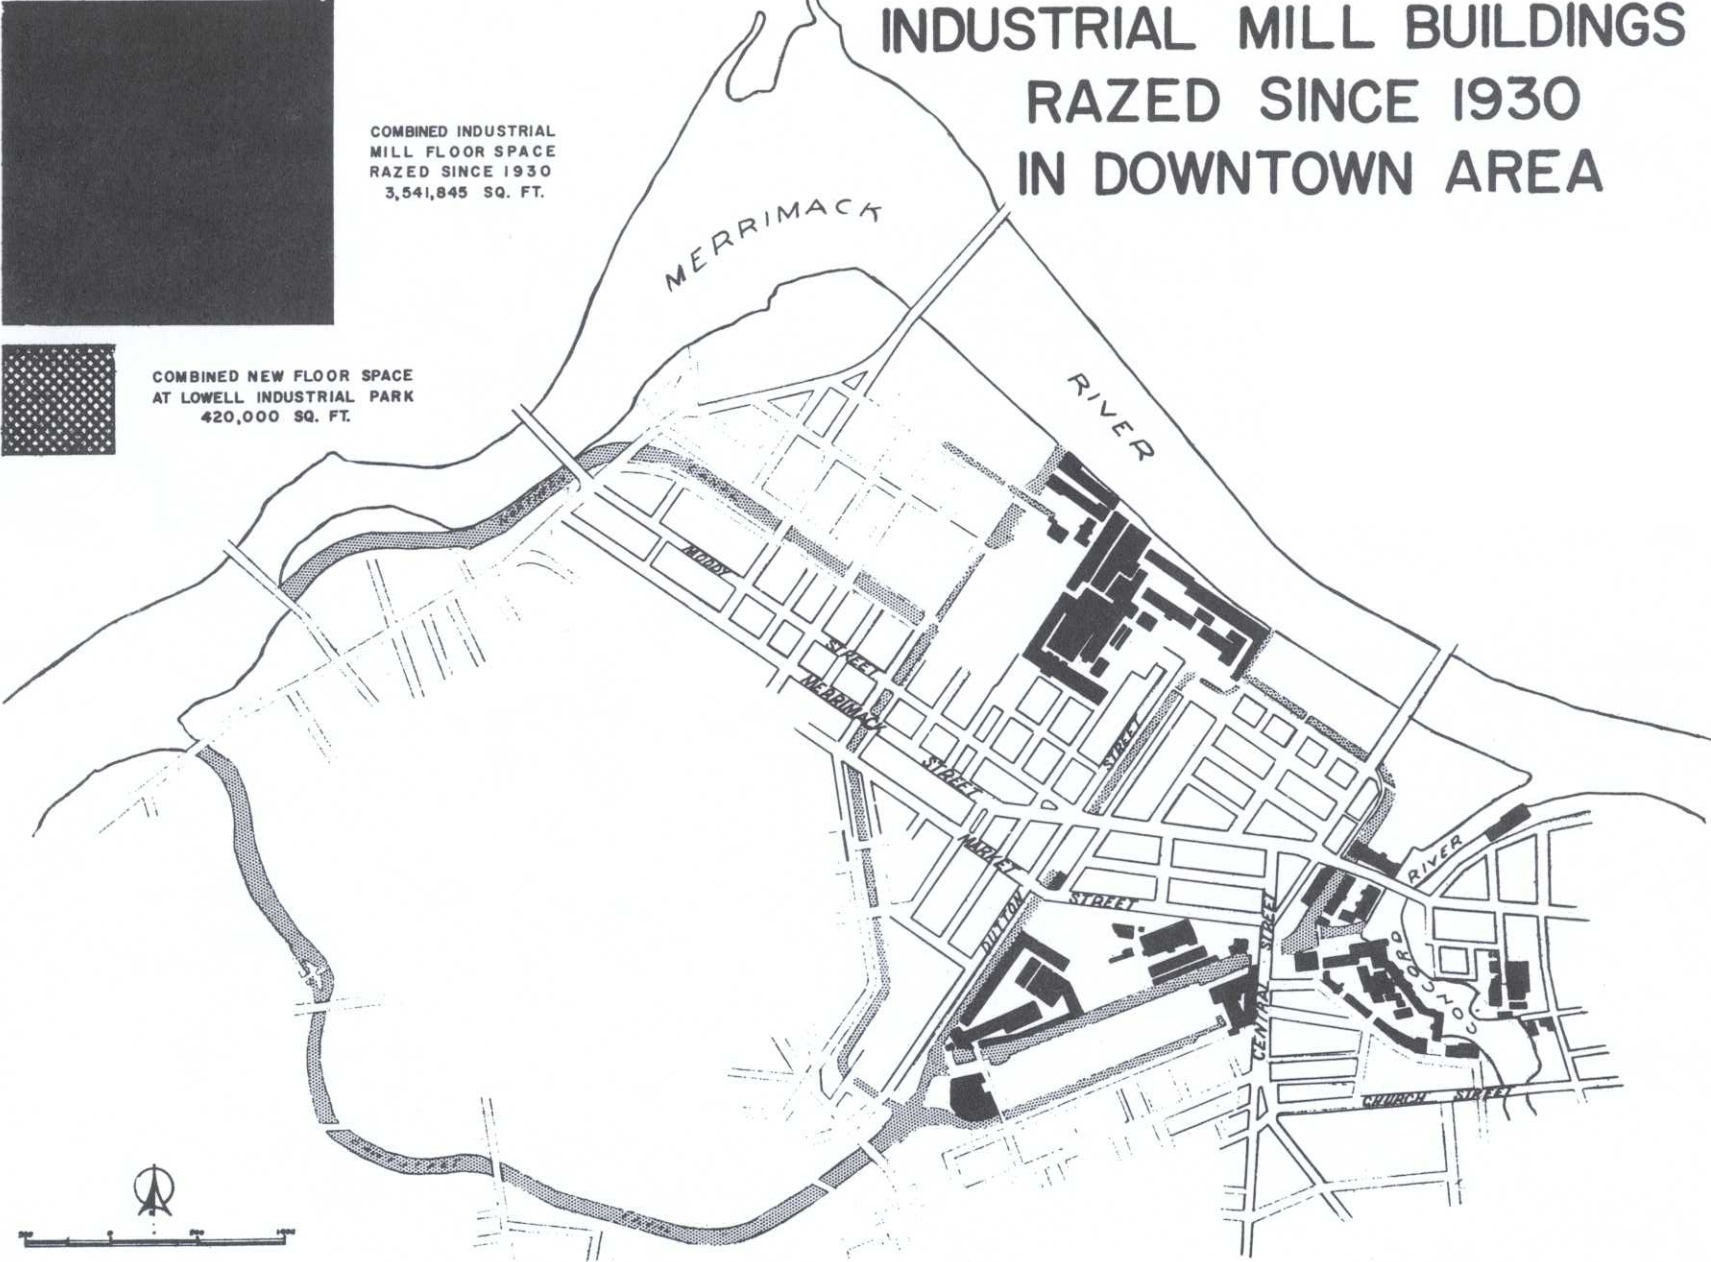 INDUSTRIAL MILL BUILDINGS
RAZED SINCE 1930
IN DOWNTOWN AREA
COMBINED INDUSTRIAL
MILL FLOOR SPACE
RAZED SINCE 1930
3,541,845 SQ. FT.
COMBINED NEW FLOOR SPACE
AT LOWELL INDUSTRIAL PARK
420,000 SQ. FT.
MERRIMACK
RIVER
MOODY
STREET
MERRIMACK
STREET
STREET
MARKET
STREET
DUTTON
CENTRAL STREET
RIVER
CONCORD
CHURCH STREET